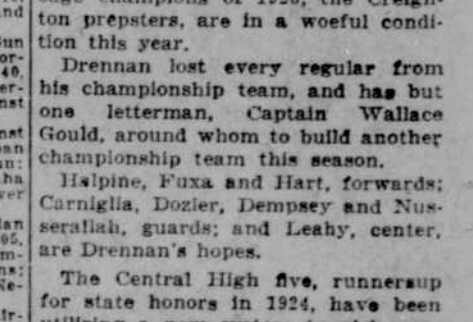 ton prepsters, are in a woeful condi-
tion this year.
Drennan lost every regular from
his championship team, and has but
one letterman, Captain Wallace
Gould, around whom to build another
championship team this season.
Halpine, Fuxa and Hart, forwards;
Carniglia, Dozier, Dempsey and Nus-
serallah, guards; and Leahy, center,
are Drennan's hopes.
The Central High five, runnersup
for state honors in 1924, have been